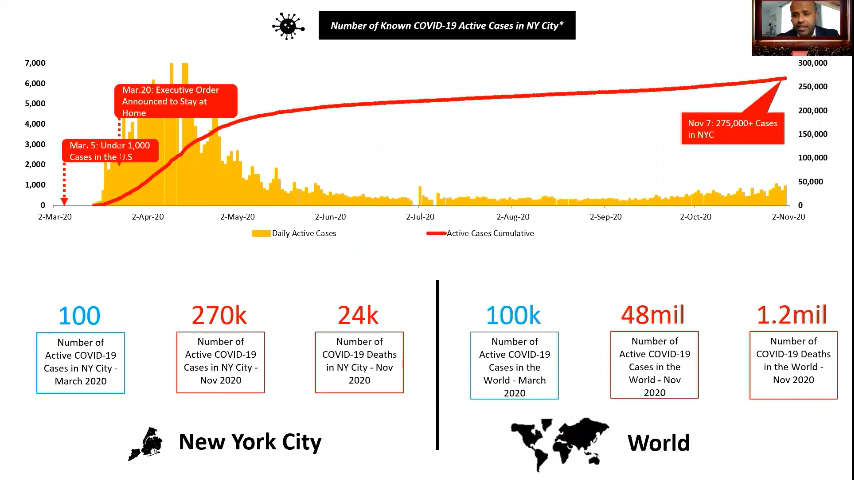 Number of Known COVID-19 Active Cases in NY City*
7,000
6,000
5,000
4,000
3,000
2,000
1,000
0
300,000
250,000
200,000
150,000
100,000
50,000
0
Mar.20: Executive Order
Announced to Stay at
Home
Mar. 5: Under 1,000
Cases in the U.S
Nov 7: 275,000+ Cases
in NYC
2-Mar-20
2-Apr-20
2-May-20
2-Jun-20
2-Jul-20
2-Aug-20
2-Sep-20
2-Oct-20
2-Nov-20
Daily Active Cases
Active Cases Cumulative
100
Number of
Active COVID-19
Cases in NY City -
March 2020
270k
Number of
Active COVID-19
Cases in NY City -
Nov 2020
24k
Number of
COVID-19 Deaths
in NY City - Nov
2020
100k
Number of
Active COVID-19
Cases in the
World - March
2020
48mil
Number of
Active COVID-19
Cases in the
World - Nov
2020
1.2mil
Number of
COVID-19 Deaths
in the World -
Nov 2020
New York City
World